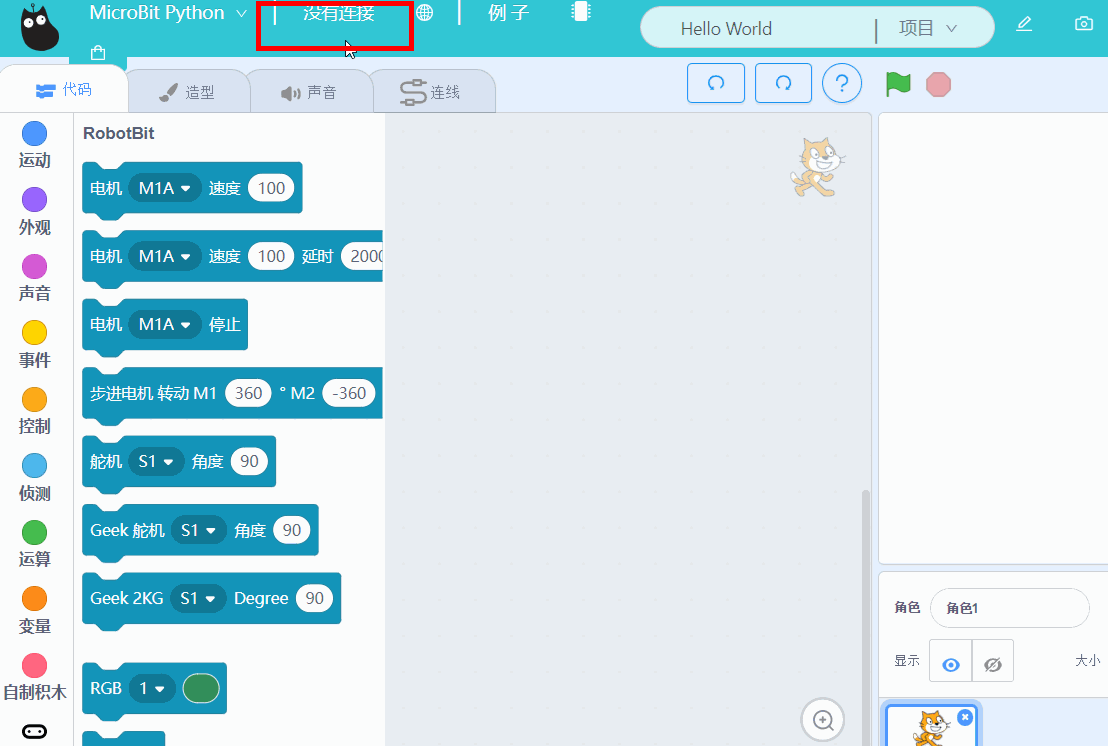 MicroBit Python
没有连接
例子
Hello World
项目
代码
造型
声音
连线
?
运动
外观
声音
事件
控制
侦测
运算
变量
自制积木
RobotBit
电机 M1A 速度 100
电机 M1A 速度 100 延时 2000
电机 M1A 停止
步进电机 转动 M1 360 ° M2 -360
舵机 S1 角度 90
Geek 舵机 S1 角度 90
Geek 2KG S1 Degree 90
RGB 1
角色 角色1
显示
大小